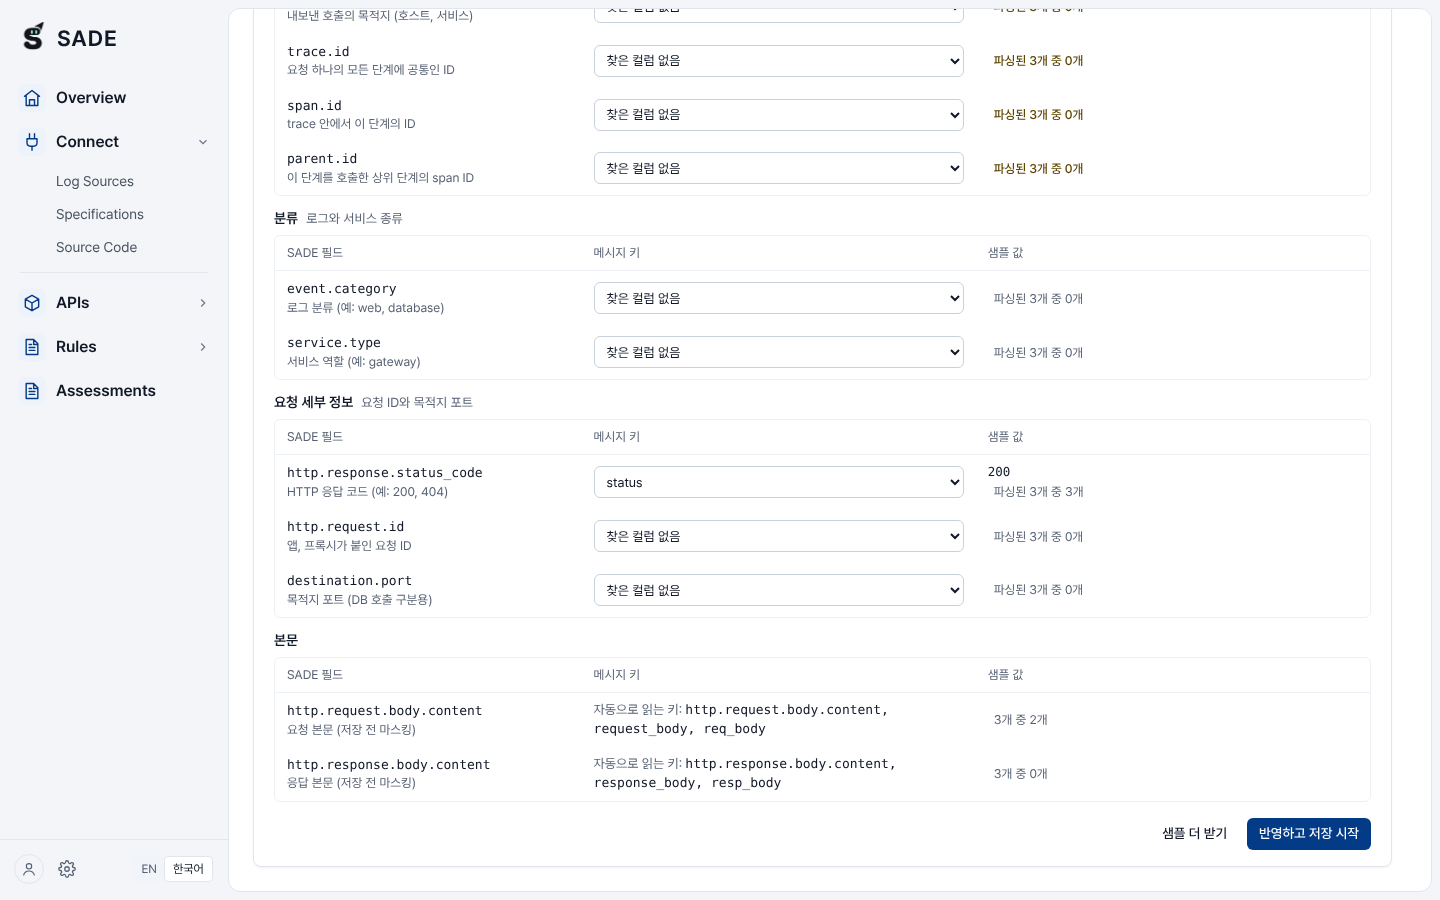 SADE
Overview
Connect
Log Sources
Specifications
Source Code
APIs
Rules
Assessments
EN
한국어
내보낸 호출의 목적지 (호스트, 서비스)
trace.id
요청 하나의 모든 단계에 공통인 ID
찾은 컬럼 없음
파싱된 3개 중 0개
span.id
trace 안에서 이 단계의 ID
찾은 컬럼 없음
파싱된 3개 중 0개
parent.id
이 단계를 호출한 상위 단계의 span ID
찾은 컬럼 없음
파싱된 3개 중 0개
분류 로그와 서비스 종류
SADE 필드 메시지 키 샘플 값
event.category
로그 분류 (예: web, database)
찾은 컬럼 없음
파싱된 3개 중 0개
service.type
서비스 역할 (예: gateway)
찾은 컬럼 없음
파싱된 3개 중 0개
요청 세부 정보 요청 ID와 목적지 포트
SADE 필드 메시지 키 샘플 값
http.response.status_code
HTTP 응답 코드 (예: 200, 404)
status
200
파싱된 3개 중 3개
http.request.id
앱, 프록시가 붙인 요청 ID
찾은 컬럼 없음
파싱된 3개 중 0개
destination.port
목적지 포트 (DB 호출 구분용)
찾은 컬럼 없음
파싱된 3개 중 0개
본문
SADE 필드 메시지 키 샘플 값
http.request.body.content
요청 본문 (저장 전 마스킹)
자동으로 읽는 키: http.request.body.content,
request_body, req_body
3개 중 2개
http.response.body.content
응답 본문 (저장 전 마스킹)
자동으로 읽는 키: http.response.body.content,
response_body, resp_body
3개 중 0개
샘플 더 받기
반영하고 저장 시작